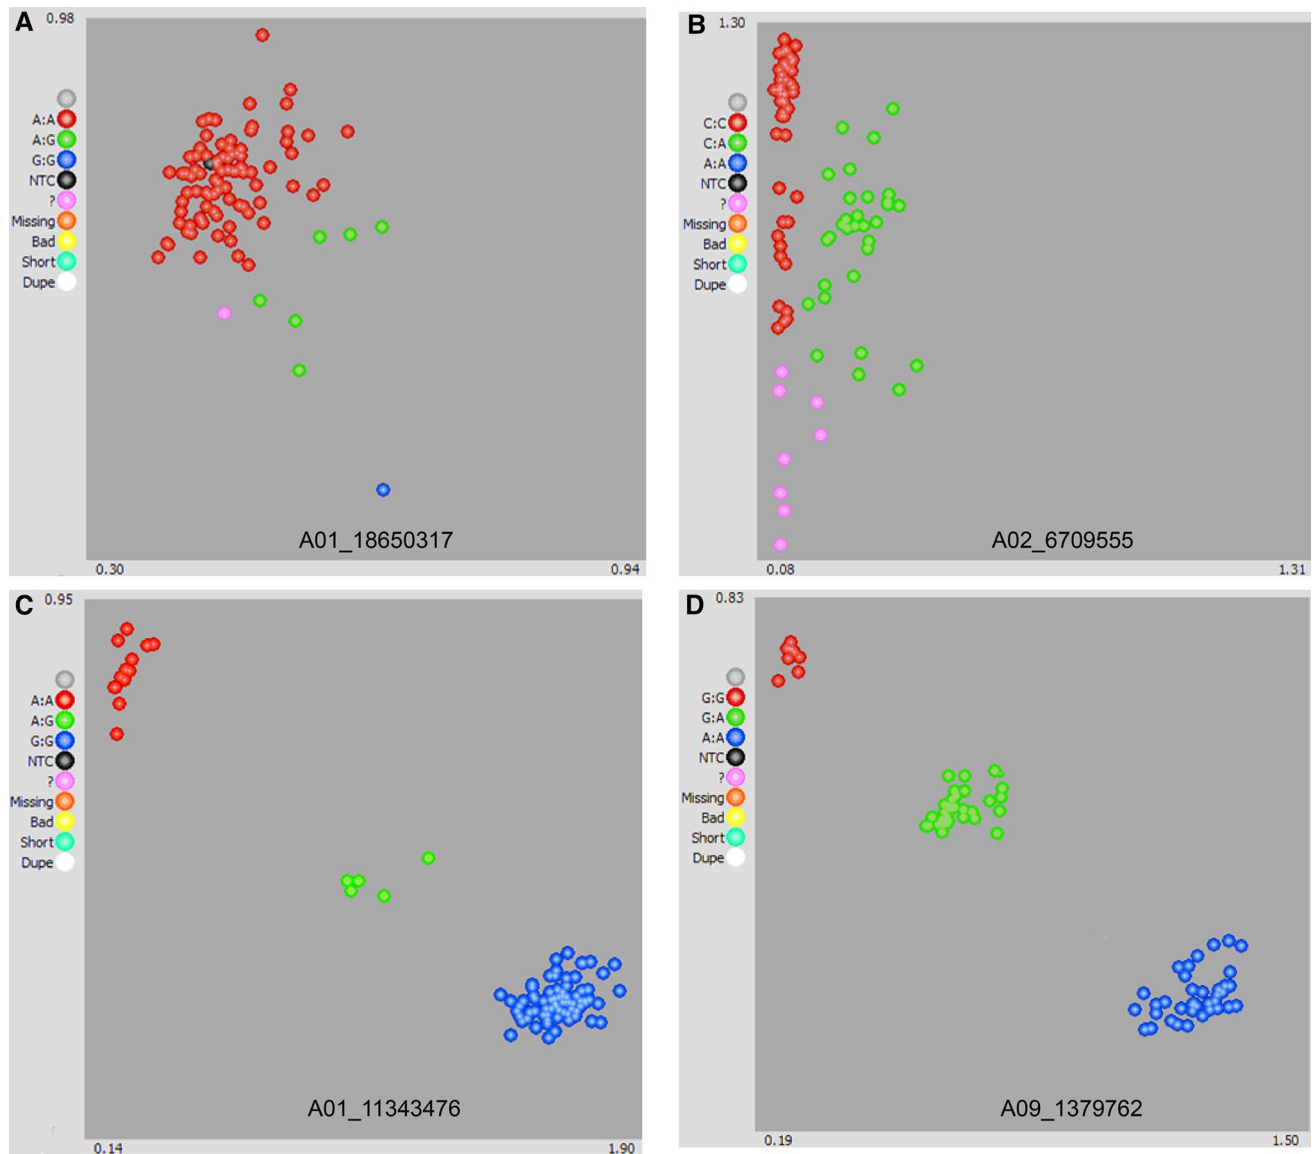 A
0.98
A:A
A:G
G:G
NTC
?
Missing
Bad
Short
Dupe
A01_18650317
0.30
0.94
B
1.30
C:C
C:A
A:A
NTC
?
Missing
Bad
Short
Dupe
A02_6709555
0.08
1.31
C
0.95
A:A
A:G
G:G
NTC
?
Missing
Bad
Short
Dupe
A01_11343476
0.14
1.90
D
0.83
G:G
G:A
A:A
NTC
?
Missing
Bad
Short
Dupe
A09_1379762
0.19
1.50